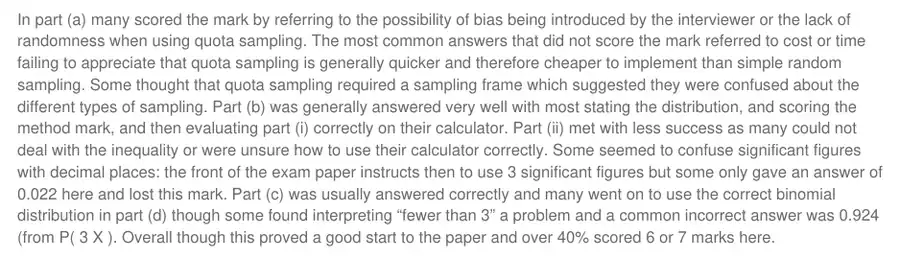 In part (a) many scored the mark by referring to the possibility of bias being introduced by the interviewer or the lack of
randomness when using quota sampling. The most common answers that did not score the mark referred to cost or time
failing to appreciate that quota sampling is generally quicker and therefore cheaper to implement than simple random
sampling. Some thought that quota sampling required a sampling frame which suggested they were confused about the
different types of sampling. Part (b) was generally answered very well with most stating the distribution, and scoring the
method mark, and then evaluating part (i) correctly on their calculator. Part (ii) met with less success as many could not
deal with the inequality or were unsure how to use their calculator correctly. Some seemed to confuse significant figures
with decimal places: the front of the exam paper instructs then to use 3 significant figures but some only gave an answer of
0.022 here and lost this mark. Part (c) was usually answered correctly and many went on to use the correct binomial
distribution in part (d) though some found interpreting “fewer than 3” a problem and a common incorrect answer was 0.924
(from P( 3 X ). Overall though this proved a good start to the paper and over 40% scored 6 or 7 marks here.